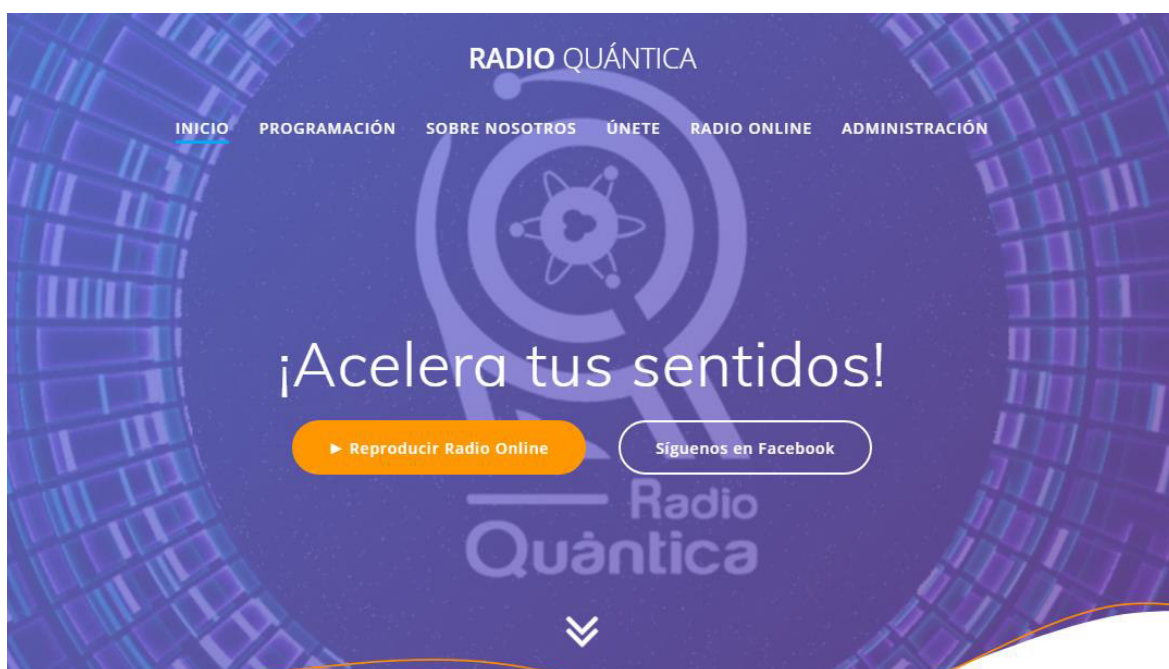 RADIO QUÁNTICA
INICIO PROGRAMACIÓN SOBRE NOSOTROS ÚNETE RADIO ONLINE ADMINISTRACIÓN
¡Acelera tus sentidos!
► Reproducir Radio Online Síguenos en Facebook
Radio
Quàntica